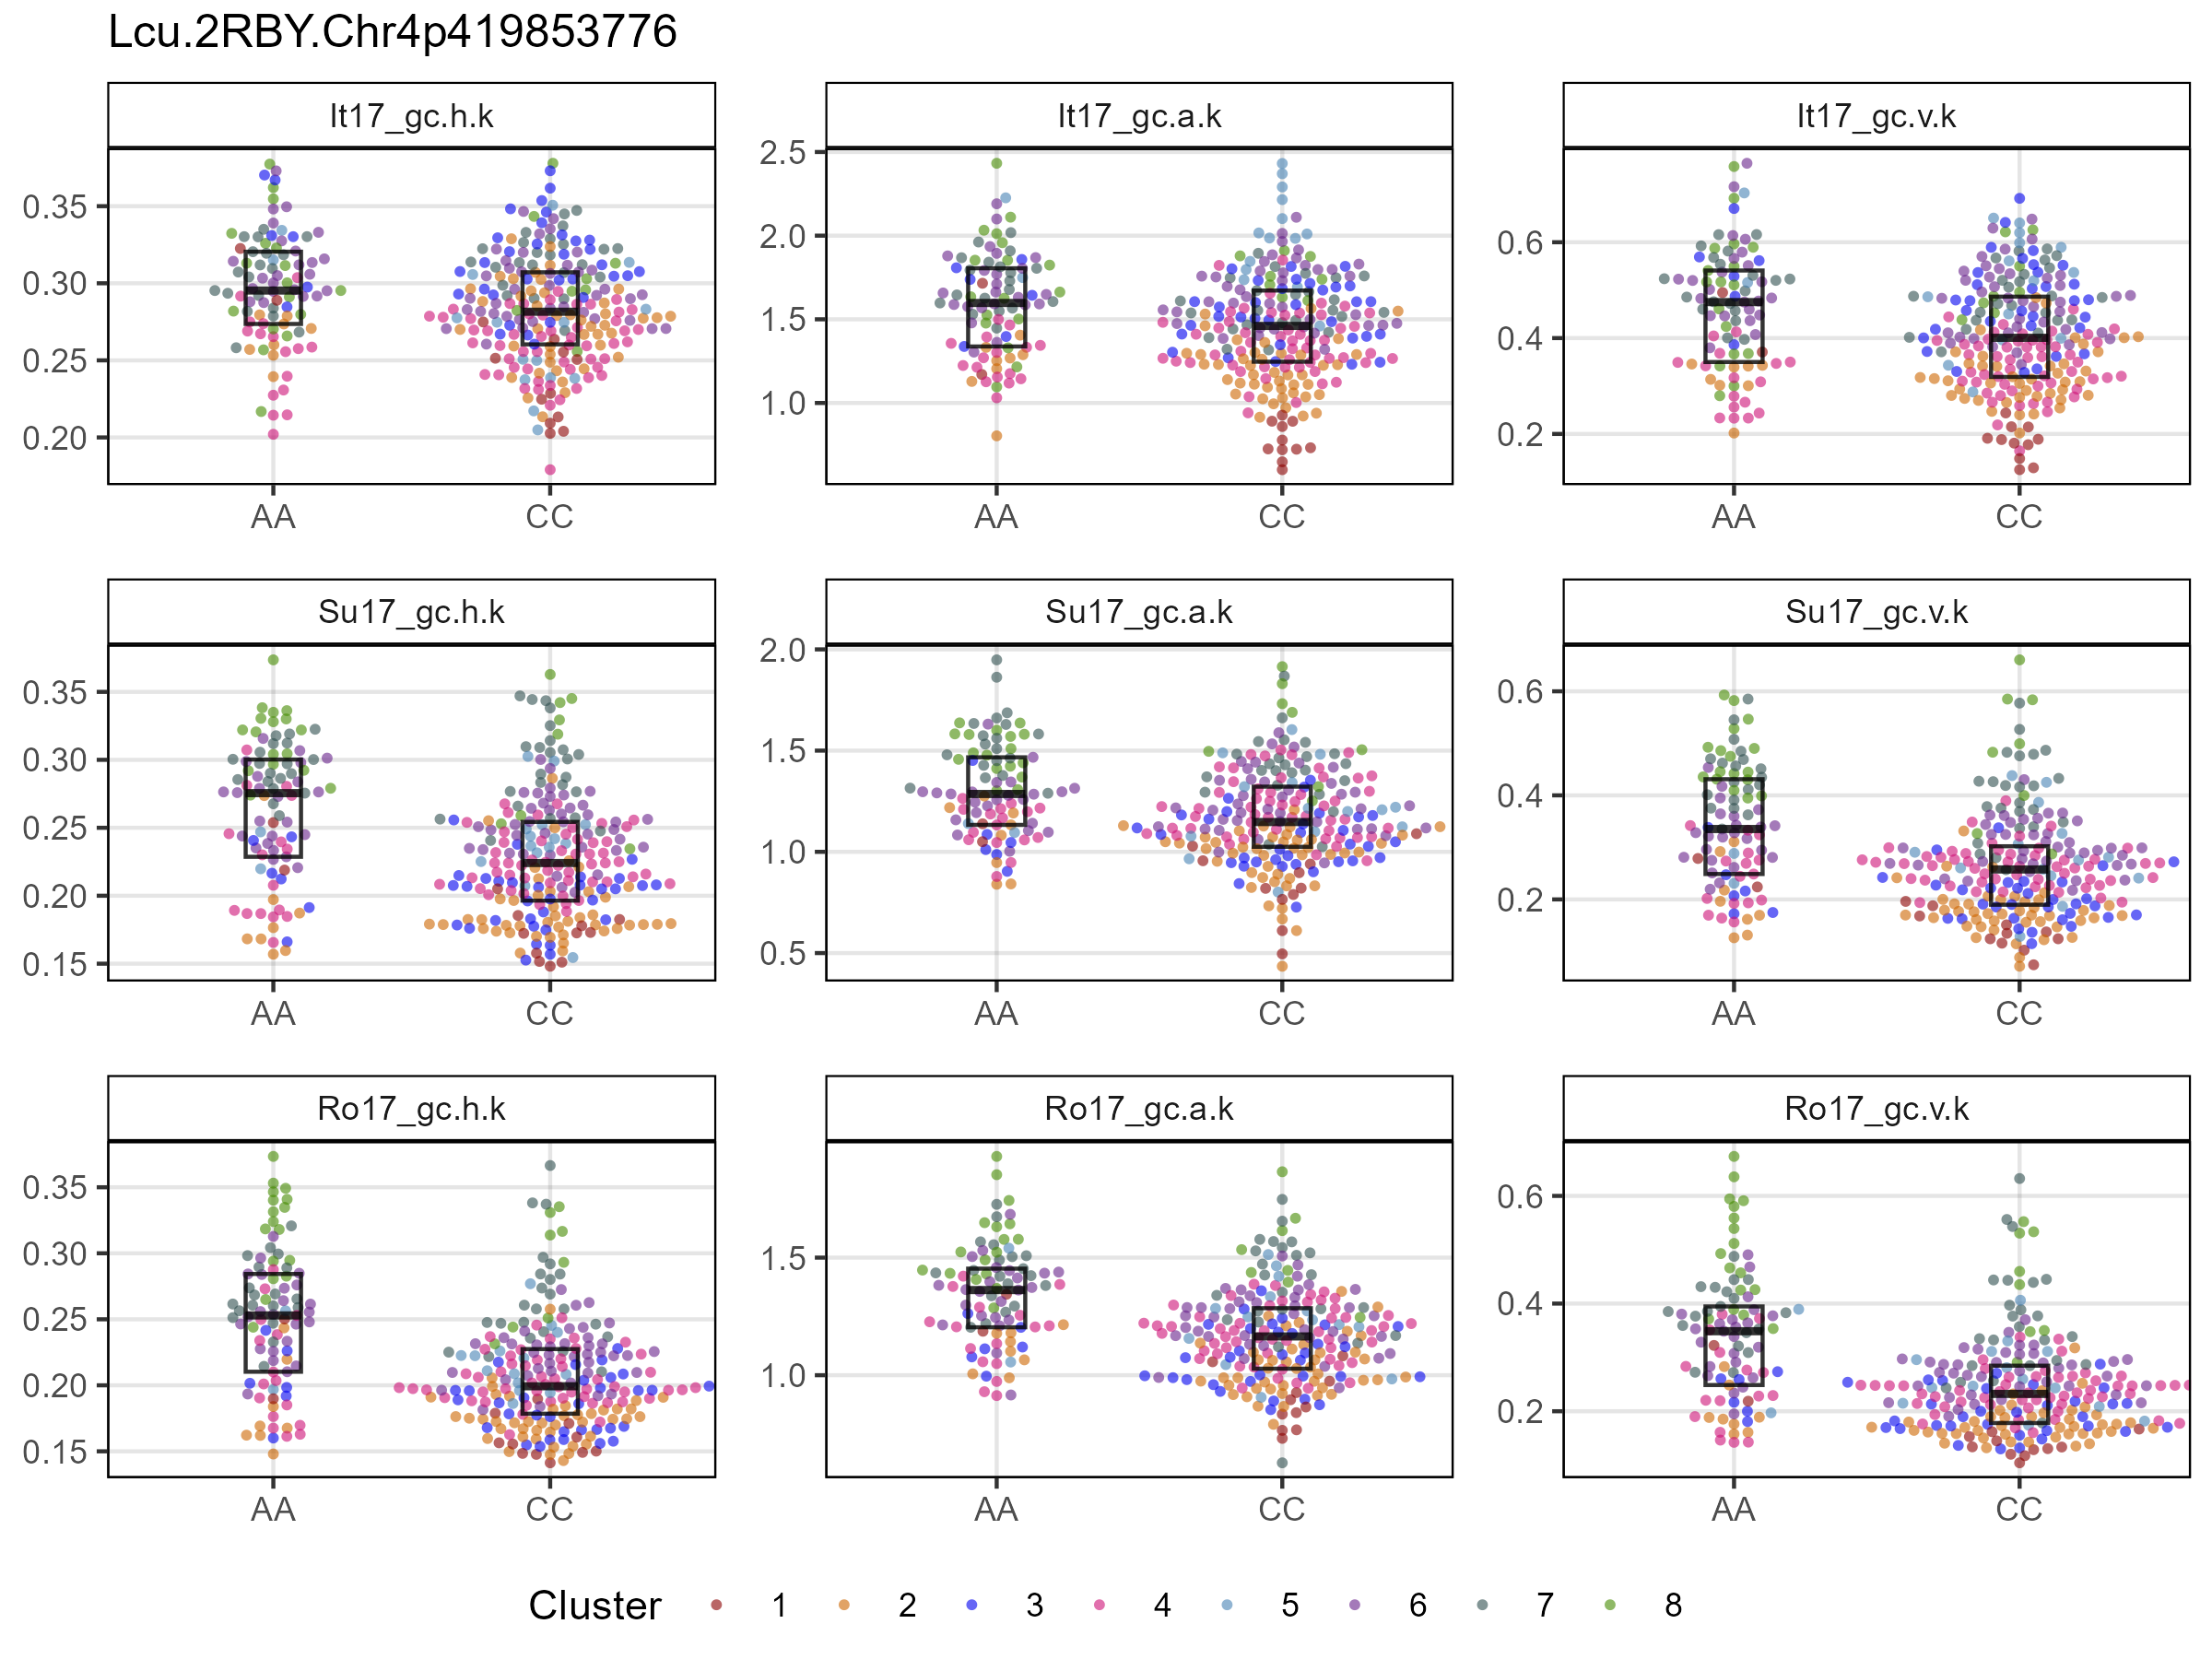 Lcu.2RBY.Chr4p419853776
It17_gc.h.k
It17_gc.a.k
It17_gc.v.k
0.35
0.30
0.25
0.20
AA
CC
2.5
2.0
1.5
1.0
AA
CC
0.6
0.4
0.2
AA
CC
Su17_gc.h.k
Su17_gc.a.k
Su17_gc.v.k
0.35
0.30
0.25
0.20
0.15
AA
CC
2.0
1.5
1.0
0.5
AA
CC
0.6
0.4
0.2
AA
CC
Ro17_gc.h.k
Ro17_gc.a.k
Ro17_gc.v.k
0.35
0.30
0.25
0.20
0.15
AA
CC
1.5
1.0
AA
CC
0.6
0.4
0.2
AA
CC
Cluster 1 2 3 4 5 6 7 8